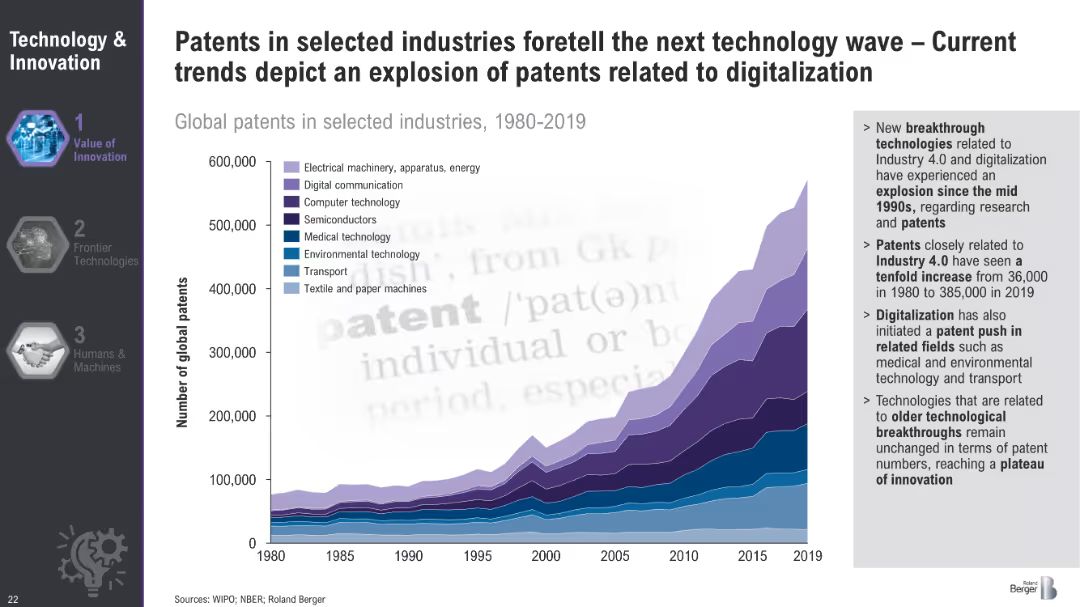 Technology &
Innovation
Patents in selected industries foretell the next technology wave – Current
trends depict an explosion of patents related to digitalization
1
Value of
Innovation
2
Frontier
Technologies
3
Humans &
Machines
Global patents in selected industries, 1980-2019
Number of global patents
600,000
500,000
400,000
300,000
200,000
100,000
0
Electrical machinery, apparatus, energy
Digital communication
Computer technology
Semiconductors
Medical technology
Environmental technology
Transport
Textile and paper machines
dish', from GK
patent /'pat(ə)nt
individual or
period, especial
1980
1985
1990
1995
2000
2005
2010
2015
2019
> New breakthrough
technologies related to
Industry 4.0 and digitalization
have experienced an
explosion since the mid
1990s, regarding research
and patents
> Patents closely related to
Industry 4.0 have seen a
tenfold increase from 36,000
in 1980 to 385,000 in 2019
> Digitalization has also
initiated a patent push in
related fields such as
medical and environmental
technology and transport
> Technologies that are related
to older technological
breakthroughs remain
unchanged in terms of patent
numbers, reaching a plateau
of innovation
22
Sources: WIPO; NBER; Roland Berger
Roland
Berger
B